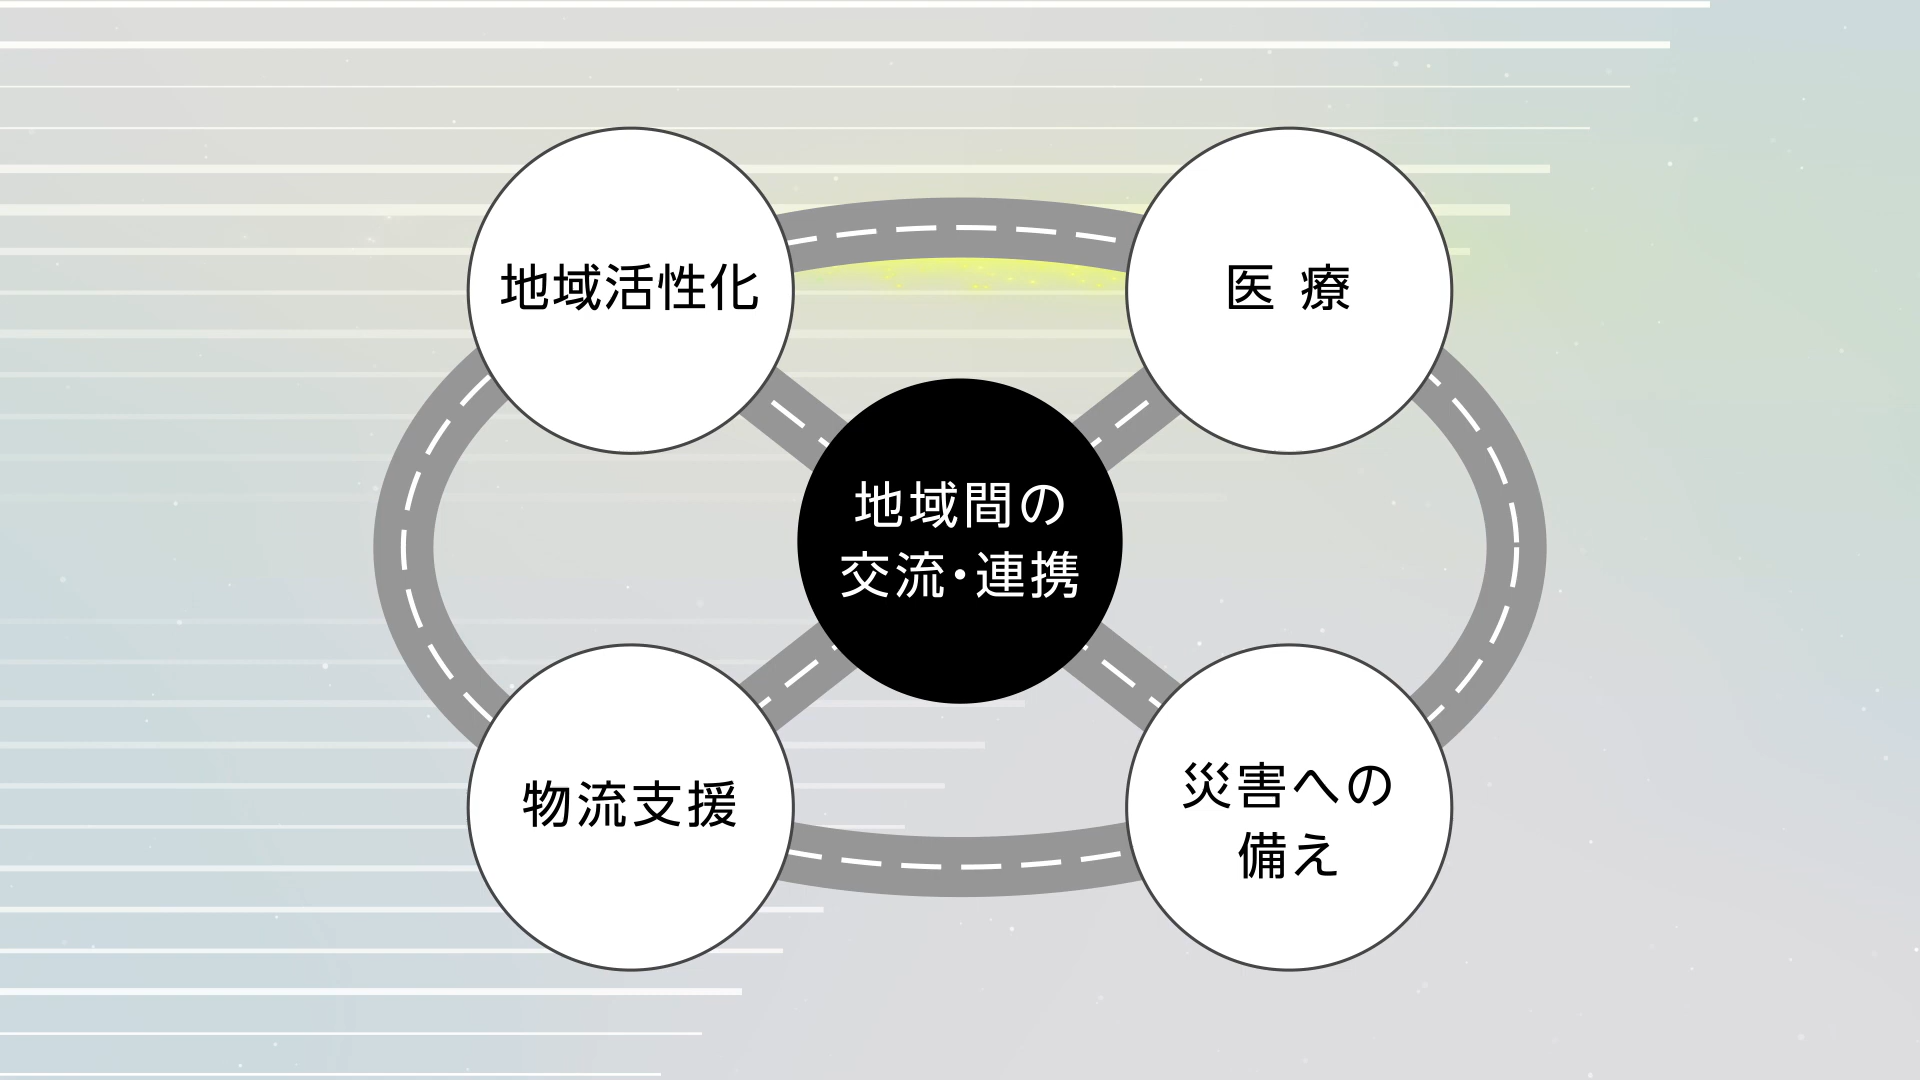 地域活性化
医 療
地域間の
交流・連携
物流支援
災害への
備え